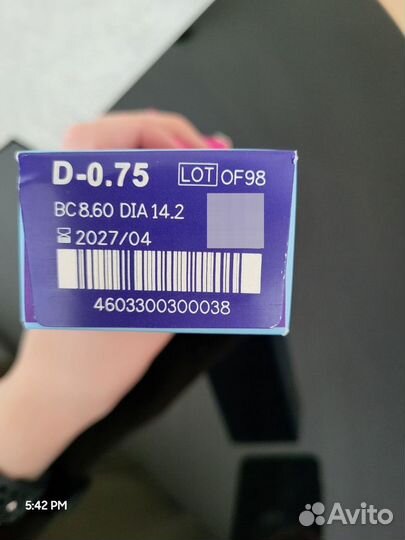 D-0.75 LOT OF98
BC 8.60 DIA 14.2
2027/04
4603300300038
5:42 PM
Avito